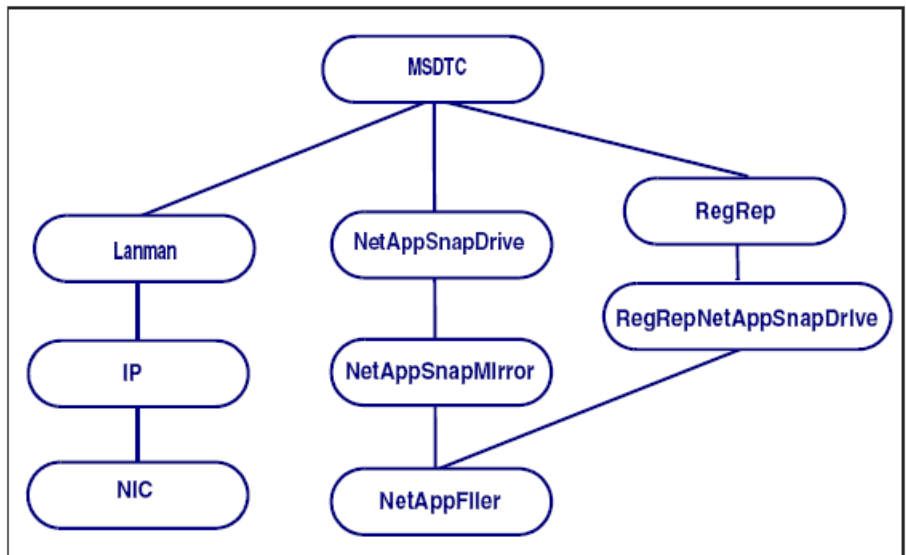 MSDTC
RegRep
Lanman
NetAppSnapDrive
RegRepNetAppSnapDrIve
IP
NetAppSnapMIrror
NIC
NetAppFIler